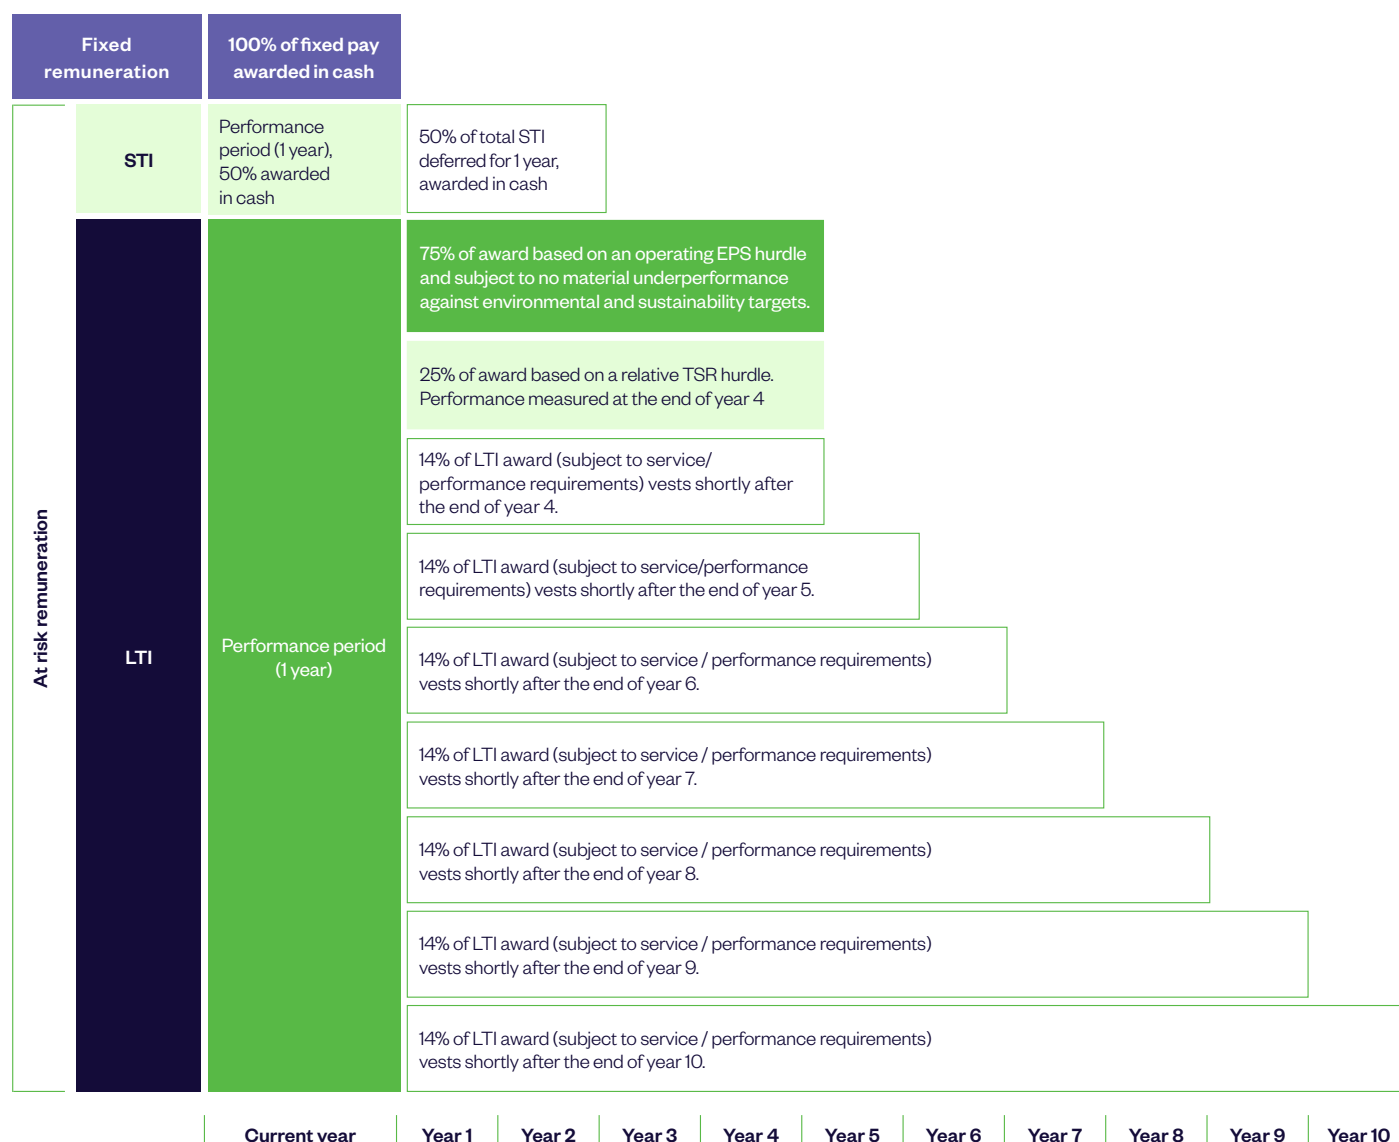 Fixed
remuneration
100% of fixed pay
awarded in cash
At risk remuneration
STI
Performance
period (1 year),
50% awarded
in cash
50% of total STI
deferred for 1 year,
awarded in cash
LTI
Performance period
(1 year)
75% of award based on an operating EPS hurdle
and subject to no material underperformance
against environmental and sustainability targets.
25% of award based on a relative TSR hurdle.
Performance measured at the end of year 4
14% of LTI award (subject to service/
performance requirements) vests shortly after
the end of year 4.
14% of LTI award (subject to service/performance
requirements) vests shortly after the end of year 5.
14% of LTI award (subject to service / performance requirements)
vests shortly after the end of year 6.
14% of LTI award (subject to service / performance requirements)
vests shortly after the end of year 7.
14% of LTI award (subject to service / performance requirements)
vests shortly after the end of year 8.
14% of LTI award (subject to service / performance requirements)
vests shortly after the end of year 9.
14% of LTI award (subject to service / performance requirements)
vests shortly after the end of year 10.
Current year Year 1 Year 2 Year 3 Year 4 Year 5 Year 6 Year 7 Year 8 Year 9 Year 10